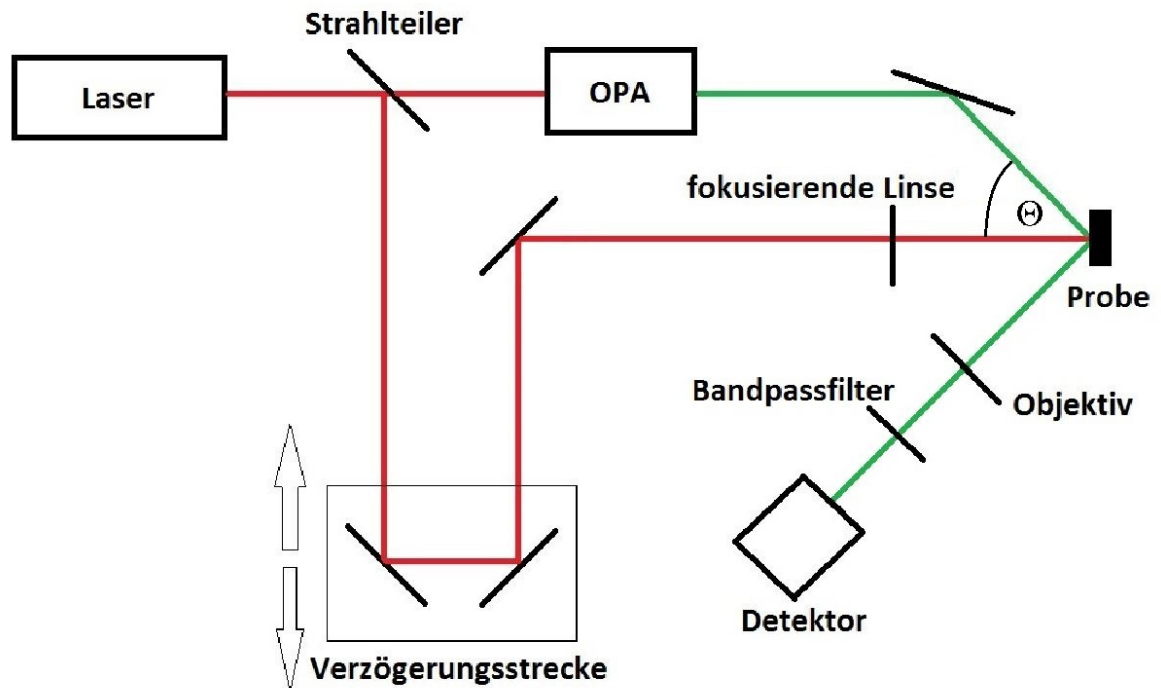 Strahlteiler
Laser
OPA
fokusierende Linse
Θ
Probe
Bandpassfilter
Objektiv
Detektor
Verzögerungsstrecke